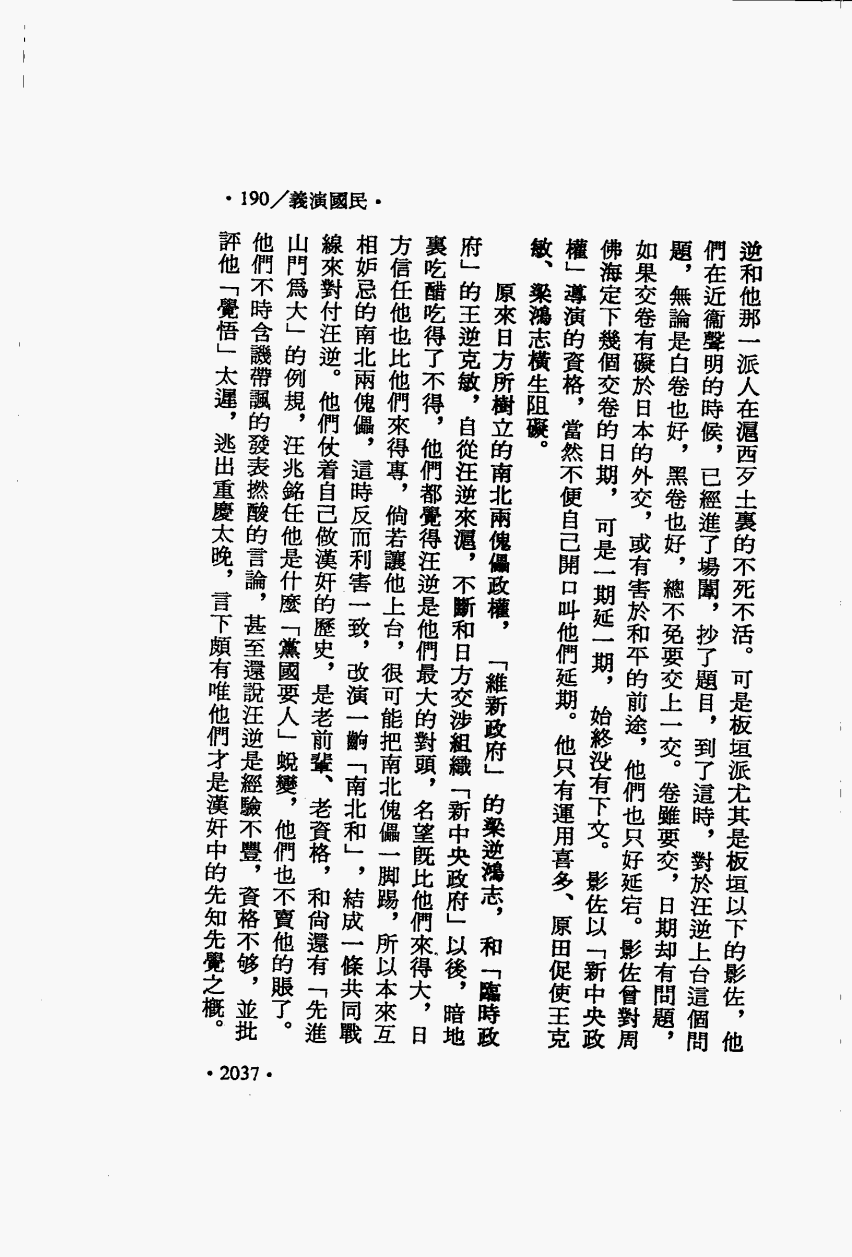 ・190／義演國民・
逆和他那一派人在滬西歹土裏的不死不活。可是板垣派尤其是板垣以下的影佐，他
們在近衞聲明的時候，已經進了場闈，抄了題目，到了這時，對於汪逆上台這個問
題，無論是白卷也好，黑卷也好，總不免要交上一交。卷雖要交，日期却有問題，
如果交卷有礙於日本的外交，或有害於和平的前途，他們也只好延宕。影佐曾對周
佛海定下幾個交卷的日期，可是一期延一期，始終没有下文。影佐以「新中央政
權」導演的資格，當然不便自己開口叫他們延期。他只有運用喜多、原田促使王克
敏、梁鴻志橫生阻礙。
原來日方所樹立的南北兩傀儡政權，「維新政府」的梁逆鴻志，和「臨時政
府」的王逆克敏，自從汪逆來滬，不斷和日方交涉組織「新中央政府」以後，暗地
裏吃醋吃得了不得，他們都覺得汪逆是他們最大的對頭，名望旣比他們來得大，日
方信任他也比他們來得專，倘若讓他上台，很可能把南北傀儡一脚踢，所以本來互
相妒忌的南北兩傀儡，這時反而利害一致，改演一齣「南北和」，結成一條共同戰
線來對付汪逆。他們仗着自己做漢奸的歷史，是老前輩、老資格，和尙還有「先進
山門爲大」的例規，汪兆銘任他是什麼「黨國要人」蛻變，他們也不賣他的賬了。
他們不時含譏帶諷的發表撚酸的言論，甚至還說汪逆是經驗不豐，資格不够，並批
評他「覺悟」太遲，逃出重慶太晚，言下頗有唯他們才是漢奸中的先知先覺之概。
・2037・